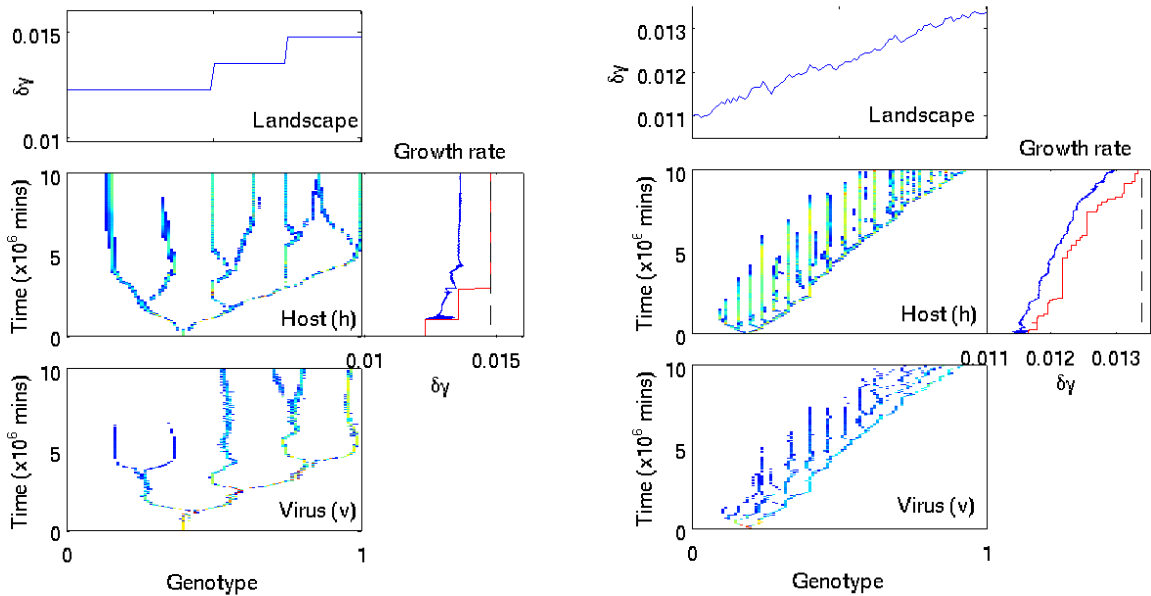 0.015
δγ
0.01
Landscape
Growth rate
10
Time (x10⁶ mins)
5
0
Host (h)
0.01
0.015
δγ
10
Time (x10⁶ mins)
5
0
Virus (v)
0
1
Genotype
0.013
δγ
0.012
0.011
Landscape
Growth rate
10
Time (x10⁶ mins)
5
0
Host (h)
0.011
0.012
0.013
δγ
10
Time (x10⁶ mins)
5
0
Virus (v)
0
1
Genotype